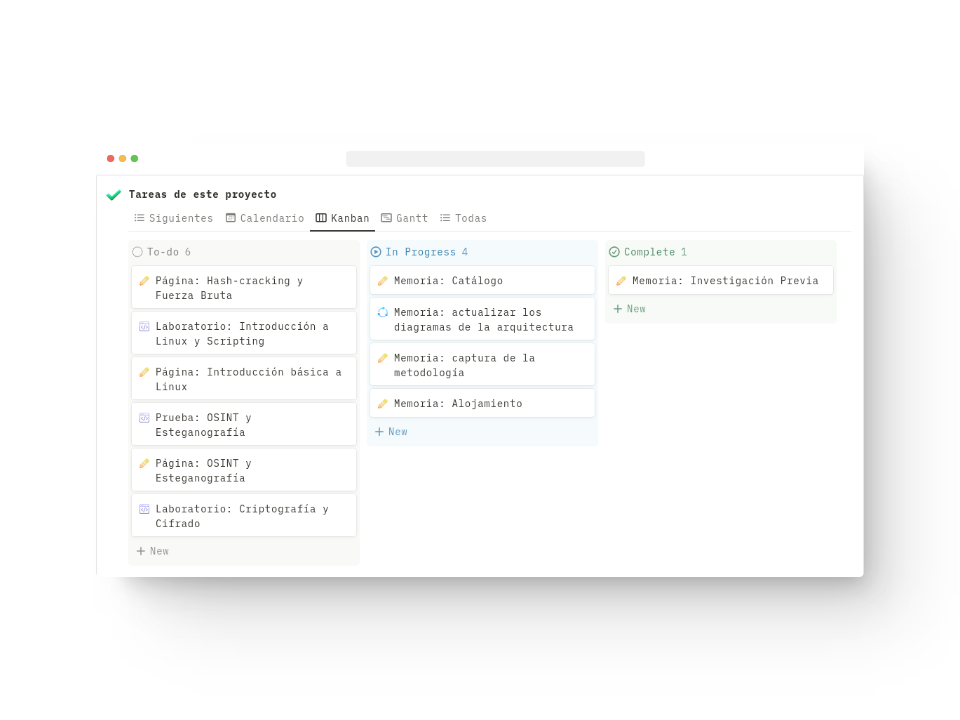 Tareas de este proyecto
Siguientes
Calendario
Kanban
Gantt
Todas
To-do 6
Página: Hash-cracking y
Fuerza Bruta
Laboratorio: Introducción a
Linux y Scripting
Página: Introducción básica a
Linux
Prueba: OSINT y
Esteganografía
Página: OSINT y
Esteganografía
Laboratorio: Criptografía y
Cifrado
New
In Progress 4
Memoria: Catálogo
Memoria: actualizar los
diagramas de la arquitectura
Memoria: captura de la
metodología
Memoria: Alojamiento
New
Complete 1
Memoria: Investigación Previa
New